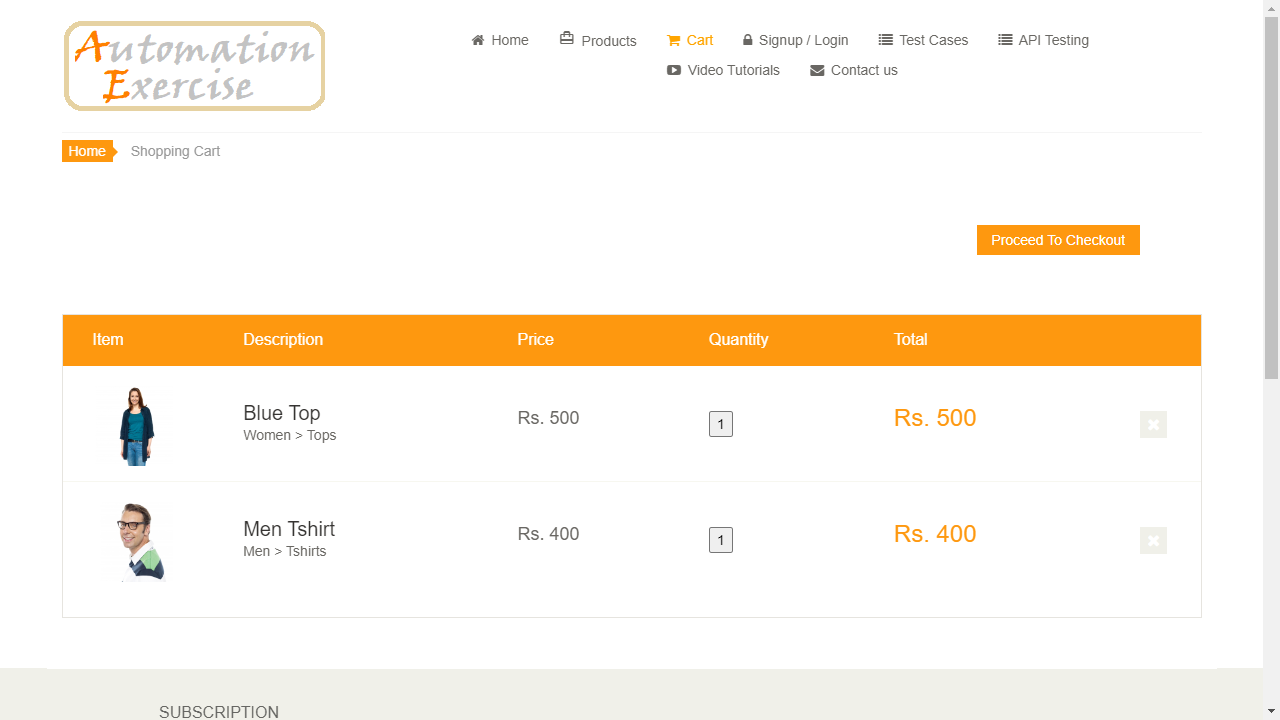 Automation
Exercise
Home
Products
Cart
Signup / Login
Test Cases
API Testing
Video Tutorials
Contact us
Home
Shopping Cart
Proceed To Checkout
Item Description Price Quantity Total
Blue Top
Women > Tops
Rs. 500
1
Rs. 500
Men Tshirt
Men > Tshirts
Rs. 400
1
Rs. 400
SUBSCRIPTION